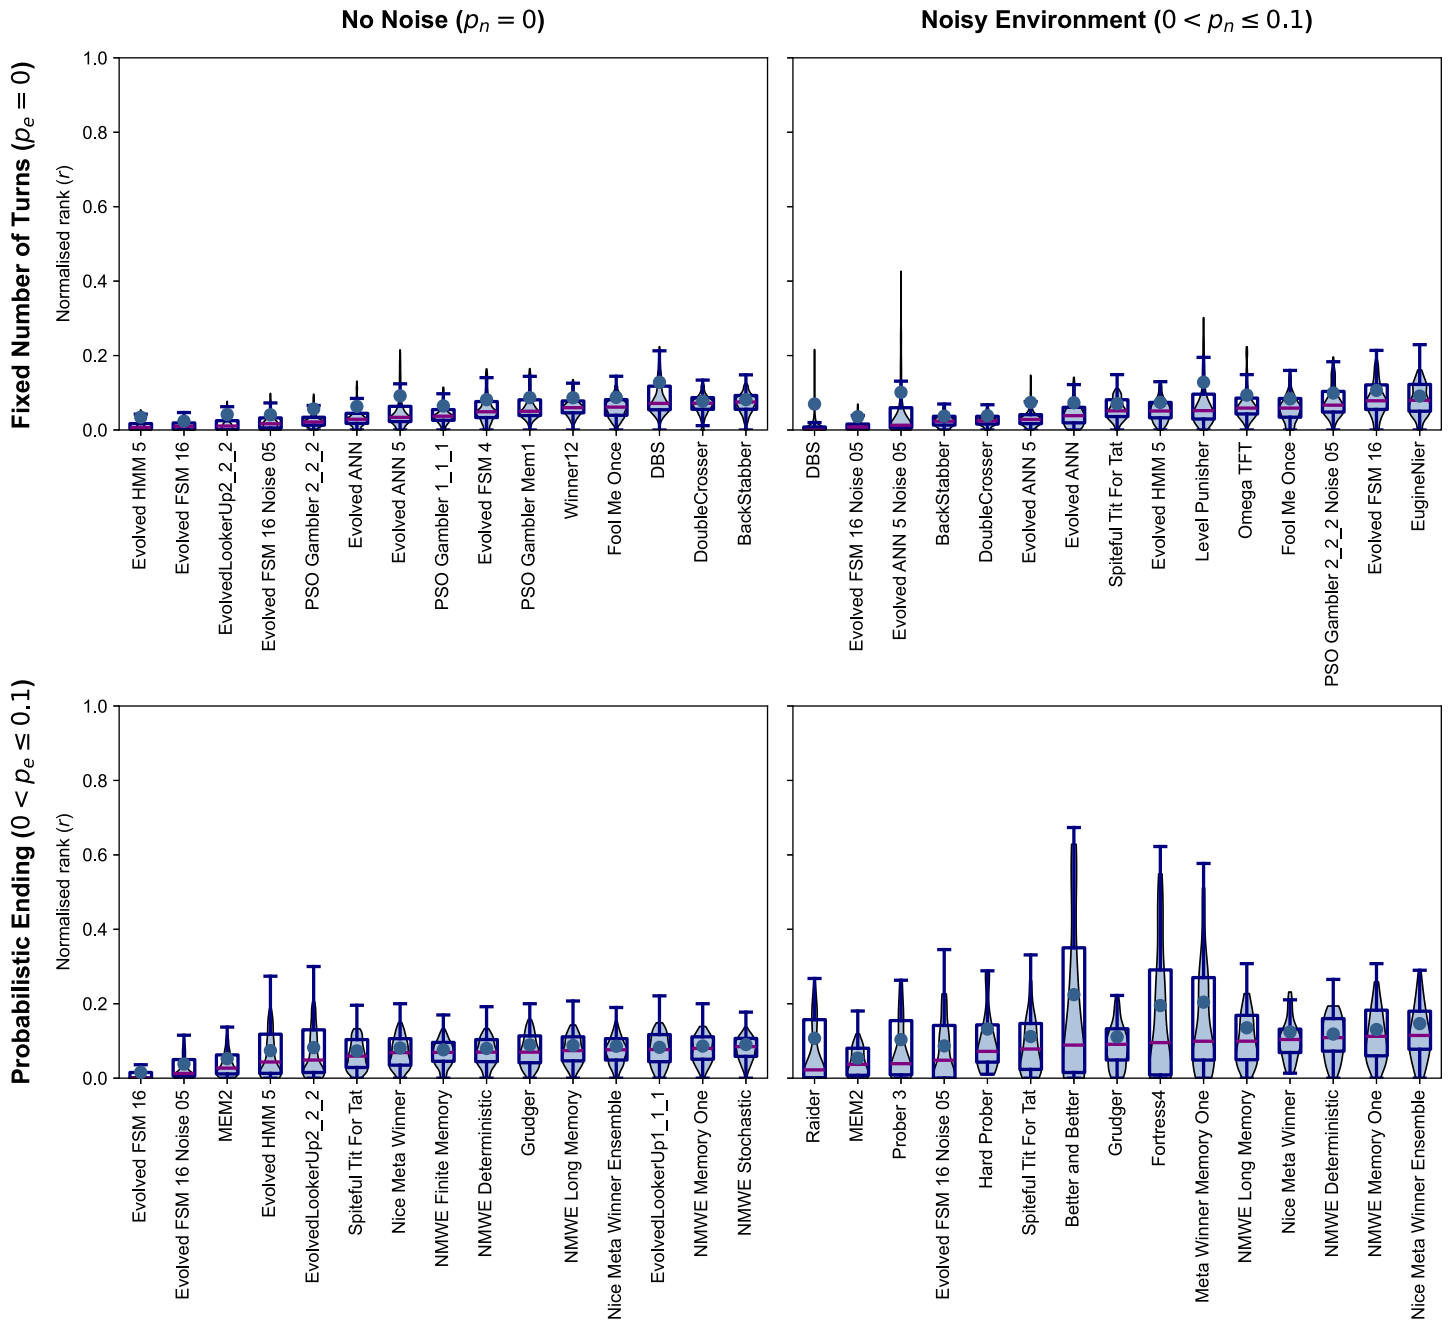 No Noise (pₙ = 0)
Noisy Environment (0 < pₙ ≤ 0.1)
Fixed Number of Turns (pₑ = 0)
Normalised rank (r)
1.0
0.8
0.6
0.4
0.2
0.0
Evolved HMM 5
Evolved FSM 16
EvolvedLookerUp2_2_2
Evolved FSM 16 Noise 05
PSO Gambler 2_2_2
Evolved ANN
Evolved ANN 5
PSO Gambler 1_1_1
Evolved FSM 4
PSO Gambler Mem1
Winner12
Fool Me Once
DBS
DoubleCrosser
BackStabber
DBS
Evolved FSM 16 Noise 05
Evolved ANN 5 Noise 05
BackStabber
DoubleCrosser
Evolved ANN 5
Evolved ANN
Spiteful Tit For Tat
Evolved HMM 5
Level Punisher
Omega TFT
Fool Me Once
PSO Gambler 2_2_2 Noise 05
Evolved FSM 16
EugineNier
Probabilistic Ending (0 < pₑ ≤ 0.1)
Normalised rank (r)
1.0
0.8
0.6
0.4
0.2
0.0
Evolved FSM 16
Evolved FSM 16 Noise 05
MEM2
Evolved HMM 5
EvolvedLookerUp2_2_2
Spiteful Tit For Tat
Nice Meta Winner
NMWE Finite Memory
NMWE Deterministic
Grudger
NMWE Long Memory
Nice Meta Winner Ensemble
EvolvedLookerUp1_1_1
NMWE Memory One
NMWE Stochastic
Raider
MEM2
Prober 3
Evolved FSM 16 Noise 05
Hard Prober
Spiteful Tit For Tat
Better and Better
Grudger
Fortress4
Meta Winner Memory One
NMWE Long Memory
Nice Meta Winner
NMWE Deterministic
NMWE Memory One
Nice Meta Winner Ensemble